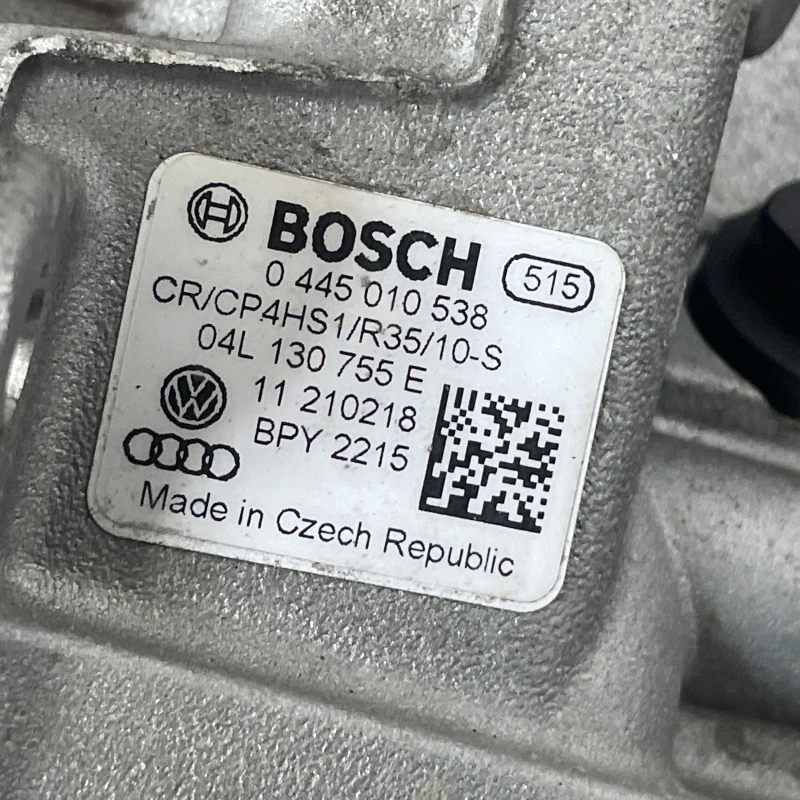 BOSCH 515
0 445 010 538
CR/CP4HS1/R35/10-S
04L 130 755 E
11 210218
BPY 2215
Made in Czech Republic